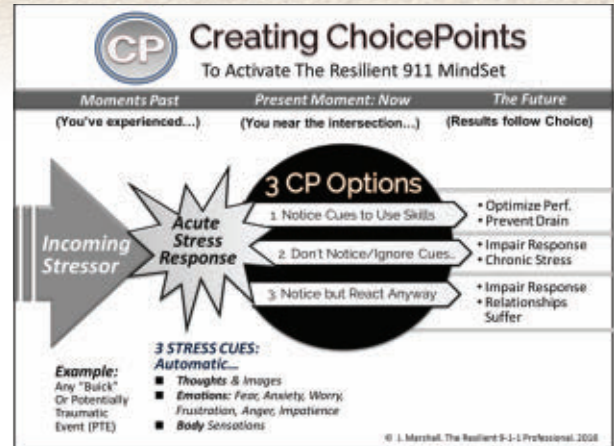 CP
Creating ChoicePoints
To Activate The Resilient 911 MindSet
Moments Past
Present Moment: Now
The Future
(You've experienced...)
(You near the intersection...)
(Results follow Choice)
3 CP Options
1. Notice Cues to Use Skills
• Optimize Perf.
• Prevent Drain
Incoming
Stressor
Acute
Stress
Response
2. Don't Notice/Ignore Cues..
• Impair Response
• Chronic Stress
3. Notice but React Anyway
• Impair Response
• Relationships
Suffer
Example:
Any "Buick"
Or Potentially
Traumatic
Event (PTE)
3 STRESS CUES:
Automatic...
■ Thoughts & Images
■ Emotions: Fear, Anxiety, Worry,
Frustration, Anger, Impatience
■ Body Sensations
© J. Marshall. The Resilient 9-1-1 Professional. 2018